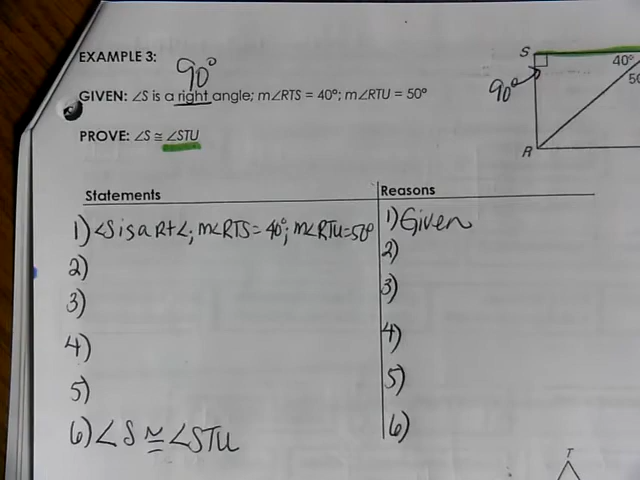 EXAMPLE 3:
90°
GIVEN: ∠S is a right angle; m∠RTS = 40°; m∠RTU = 50°
PROVE: ∠S ≅ ∠STU
S
40°
50
90°
R
Statements
Reasons
1) ∠S is a Rt∠; m∠RTS = 40°; m∠RTU = 50°
1) Given
2)
2)
3)
3)
4)
4)
5)
5)
6) ∠S ≅ ∠STU
6)
T